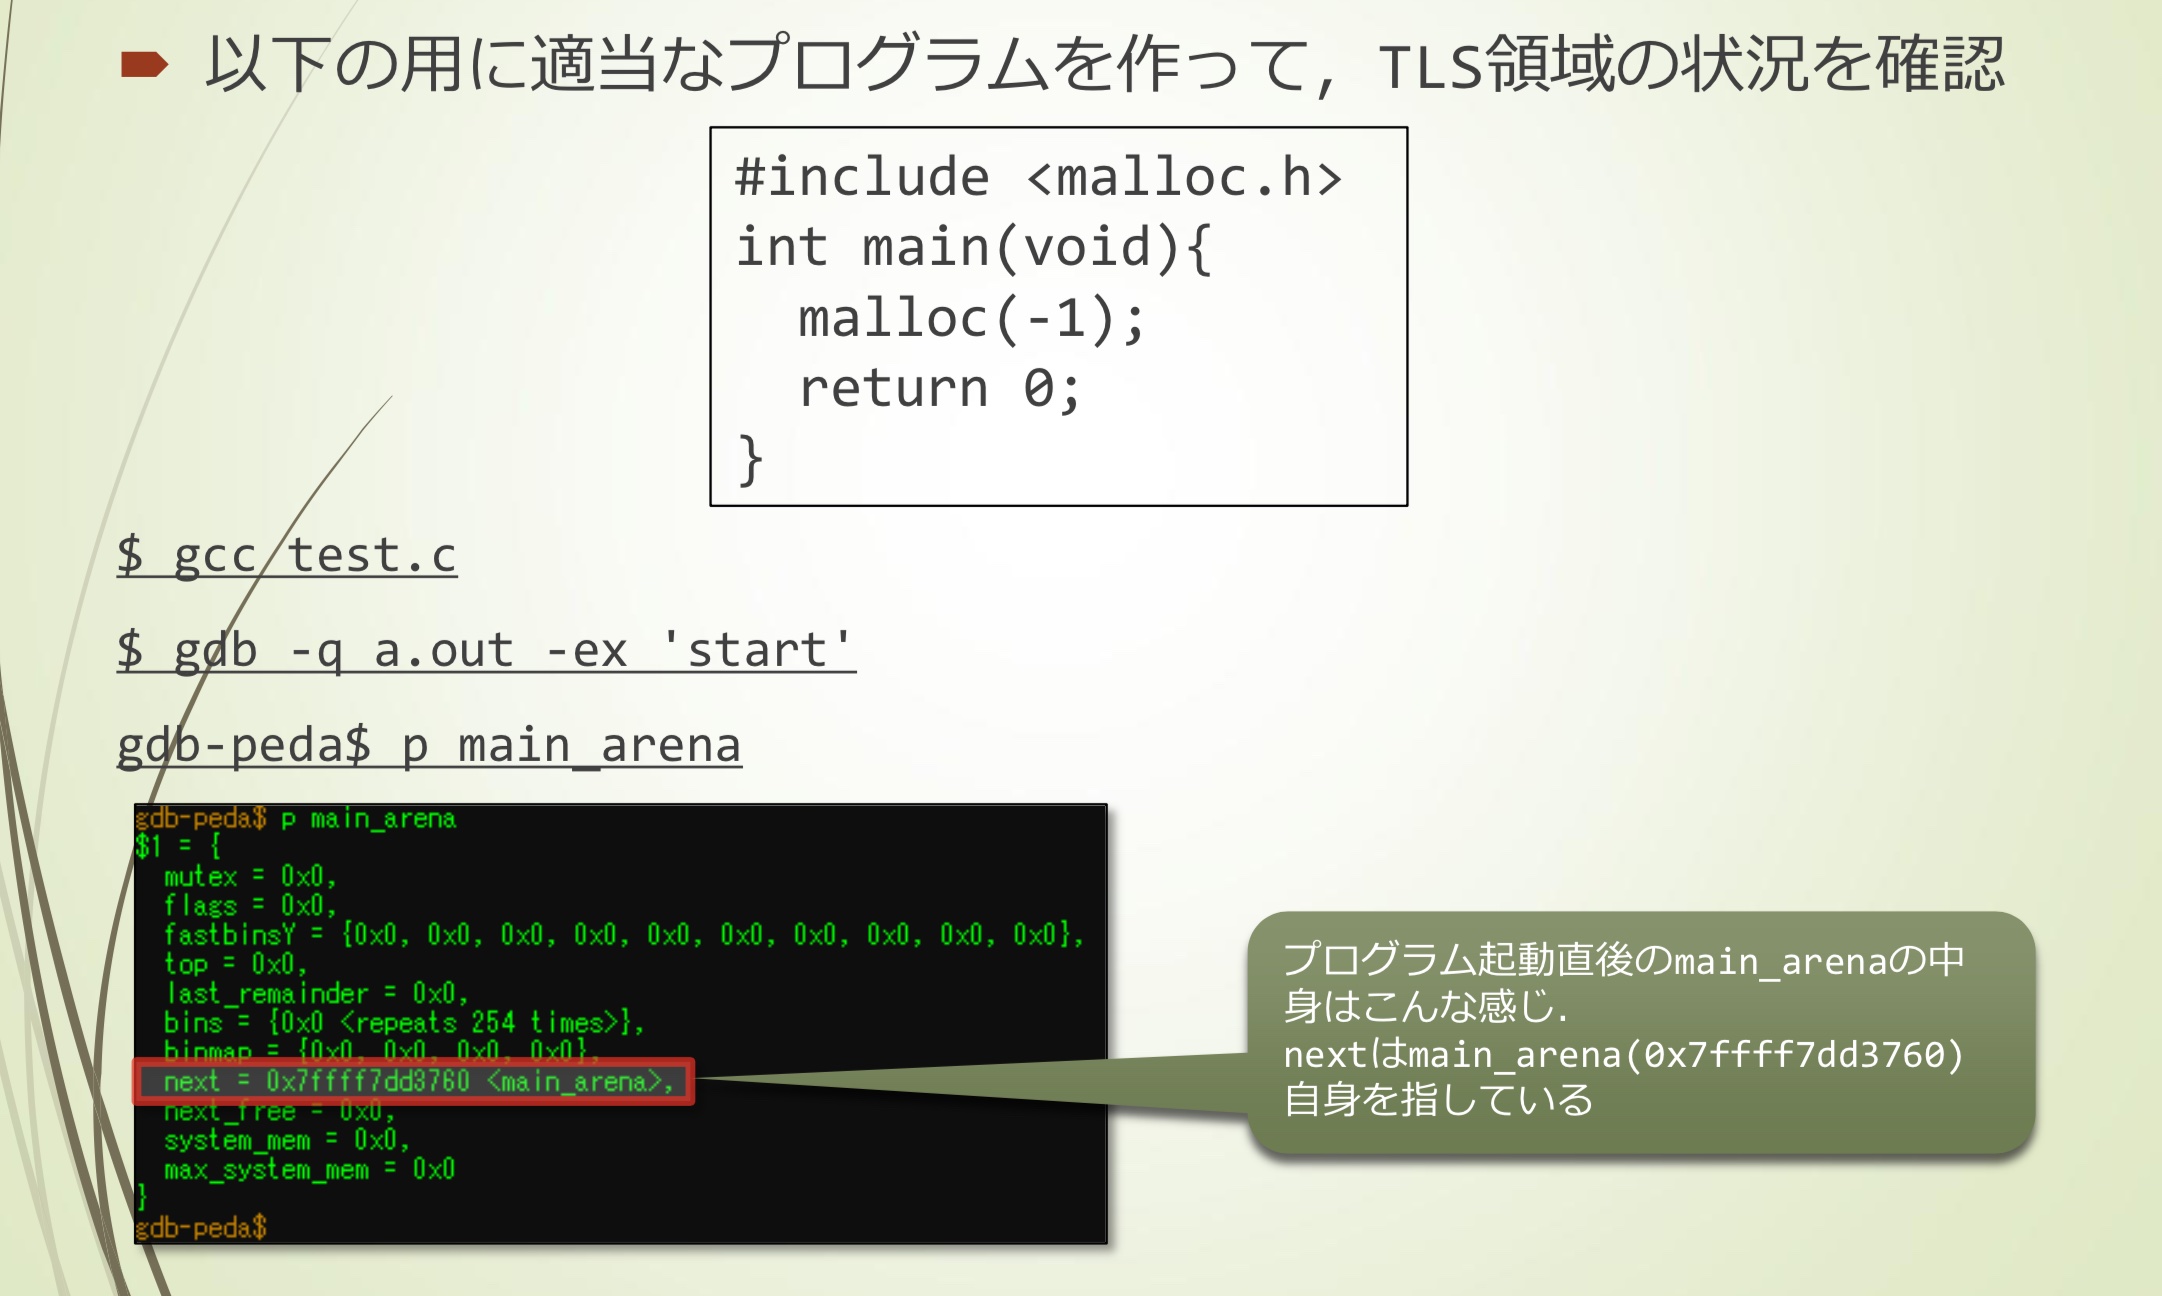 以下の用に適当なプログラムを作って，TLS領域の状況を確認
#include <malloc.h>
int main(void){
  malloc(-1);
  return 0;
}
$ gcc test.c
$ gdb -q a.out -ex 'start'
gdb-peda$ p main_arena
gdb-peda$ p main_arena
$1 = {
  mutex = 0x0,
  flags = 0x0,
  fastbinsY = {0x0, 0x0, 0x0, 0x0, 0x0, 0x0, 0x0, 0x0, 0x0, 0x0},
  top = 0x0,
  last_remainder = 0x0,
  bins = {0x0 <repeats 254 times>},
  binmap = {0x0, 0x0, 0x0, 0x0},
  next = 0x7ffff7dd3760 <main_arena>,
  next_free = 0x0,
  system_mem = 0x0,
  max_system_mem = 0x0
}
gdb-peda$
プログラム起動直後のmain_arenaの中
身はこんな感じ．
nextはmain_arena(0x7ffff7dd3760)
自身を指している